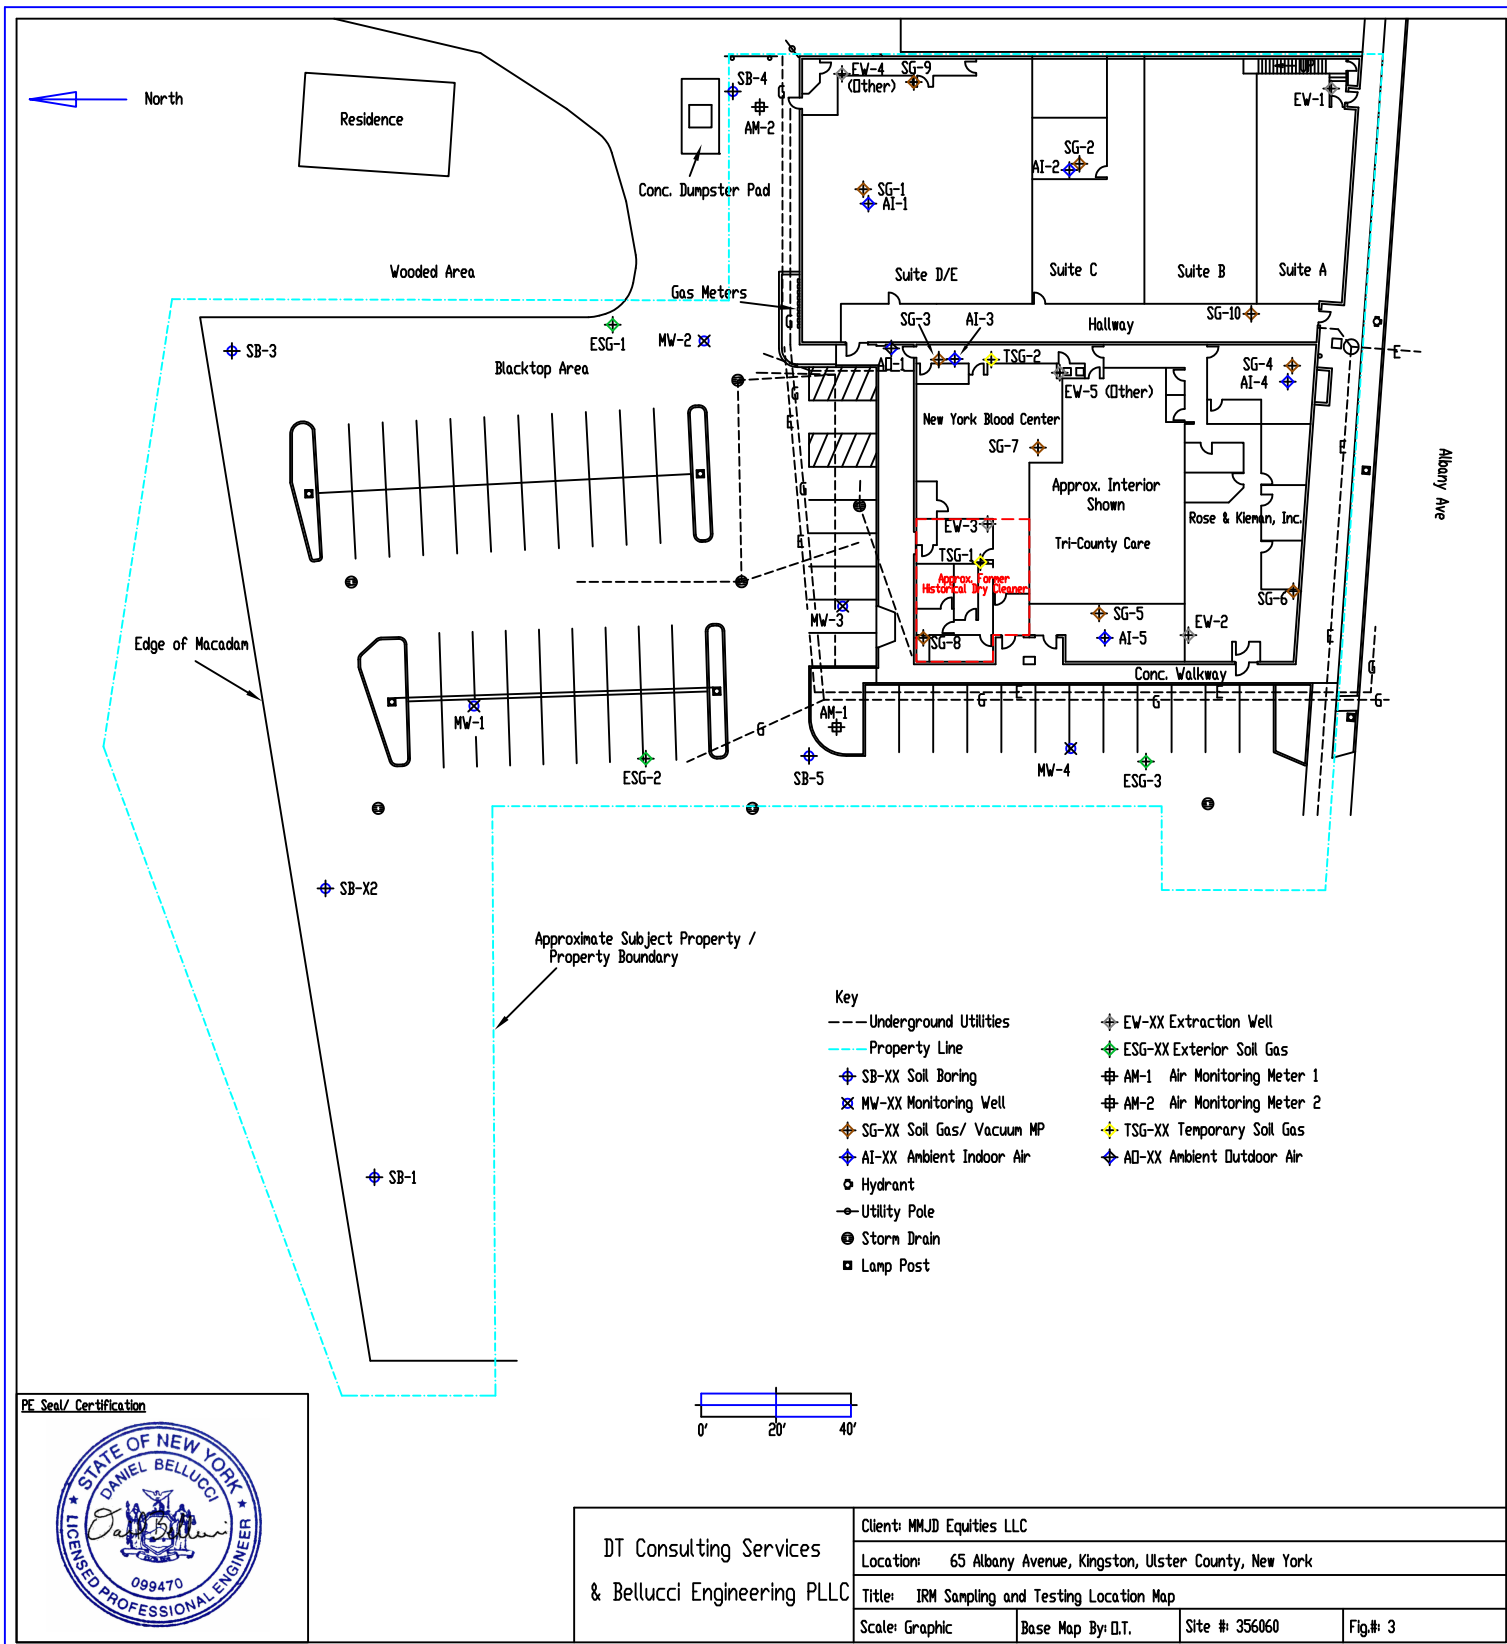 North
Residence
SB-4
AM-2
Conc. Dumpster Pad
Wooded Area
Gas Meters
EW-4
(Other)
SG-9
UP
EW-1
SG-2
AI-2
SG-1
AI-1
Suite D/E
Suite C
Suite B
Suite A
SG-10
Hallway
SG-3
AI-3
AO-1
TSG-2
EW-5 (Other)
SG-4
AI-4
ESG-1
MW-2
SB-3
Blacktop Area
New York Blood Center
SG-7
Approx. Interior
Shown
Tri-County Care
Rose & Kieman, Inc.
Albany Ave
EW-3
TSG-1
Approx. Former
Historical Dry Cleaner
SG-8
SG-5
AI-5
SG-6
EW-2
Conc. Walkway
MW-3
Edge of Macadam
MW-1
AM-1
ESG-2
SB-5
MW-4
ESG-3
G
G
G
G
G
G
G
G
G
E
E
E
E
E
E
SB-X2
Approximate Subject Property /
Property Boundary
SB-1
Key
Underground Utilities
Property Line
SB-XX Soil Boring
MW-XX Monitoring Well
SG-XX Soil Gas/ Vacuum MP
AI-XX Ambient Indoor Air
Hydrant
Utility Pole
Storm Drain
Lamp Post
EW-XX Extraction Well
ESG-XX Exterior Soil Gas
AM-1 Air Monitoring Meter 1
AM-2 Air Monitoring Meter 2
TSG-XX Temporary Soil Gas
AO-XX Ambient Outdoor Air
0' 20' 40'
PE Seal/ Certification
STATE OF NEW YORK
DANIEL BELLUCCI
099470
LICENSED PROFESSIONAL ENGINEER
DT Consulting Services
& Bellucci Engineering PLLC
Client: MMJD Equities LLC
Location: 65 Albany Avenue, Kingston, Ulster County, New York
Title: IRM Sampling and Testing Location Map
Scale: Graphic
Base Map By: D.T.
Site #: 356060
Fig.#: 3